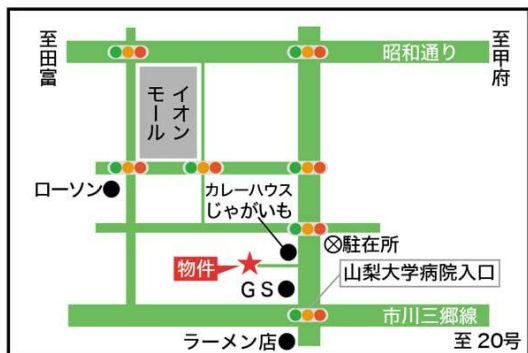 至田富
昭和通り
至甲府
イオン
モール
ローソン
カレーハウス
じゃがいも
駐在所
物件
山梨大学病院入口
GS
市川三郷線
ラーメン店
至20号